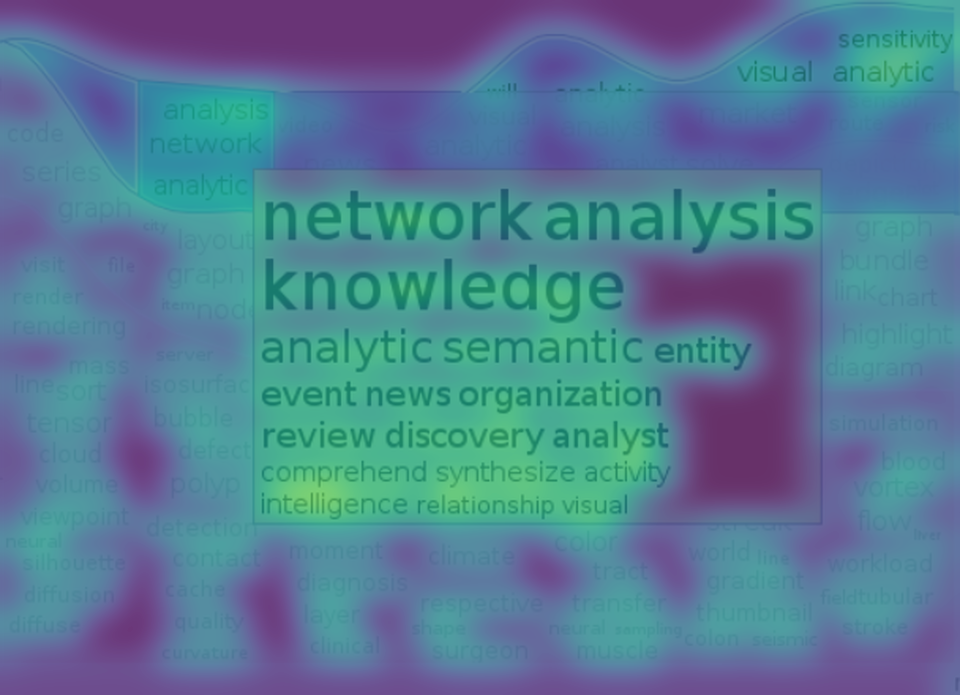 sensitivity
visual analytic
analysis
network
analytic
code
series
graph
layout
graph
visit file
render
item node
rendering
server
mass
line sort
tensor
bubble
cloud
volume
polyp
viewpoint
detection
neural
silhouette
contact
diffusion
cache
diffuse
quality
curvature
network analysis
knowledge
analytic semantic entity
event news organization
review discovery analyst
comprehend synthesize activity
intelligence relationship visual
graph
bundle
link chart
highlight
diagram
simulation
blood
vortex
flow
liver
workload
field tubular
stroke
moment climate color world line
diagnosis tract gradient
layer respective transfer thumbnail
shape neural sampling colon seismic
clinical surgeon muscle